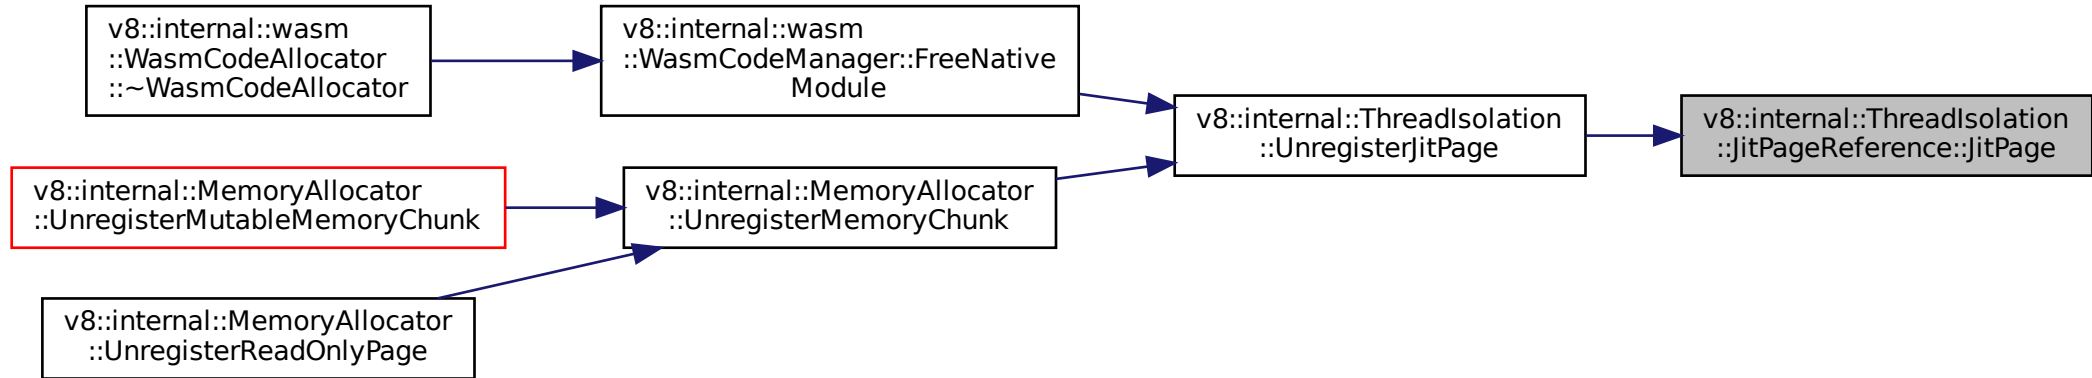 v8::internal::wasm
::WasmCodeAllocator
::~WasmCodeAllocator
v8::internal::wasm
::WasmCodeManager::FreeNative
Module
v8::internal::ThreadIsolation
::UnregisterJitPage
v8::internal::ThreadIsolation
::JitPageReference::JitPage
v8::internal::MemoryAllocator
::UnregisterMutableMemoryChunk
v8::internal::MemoryAllocator
::UnregisterMemoryChunk
v8::internal::MemoryAllocator
::UnregisterReadOnlyPage